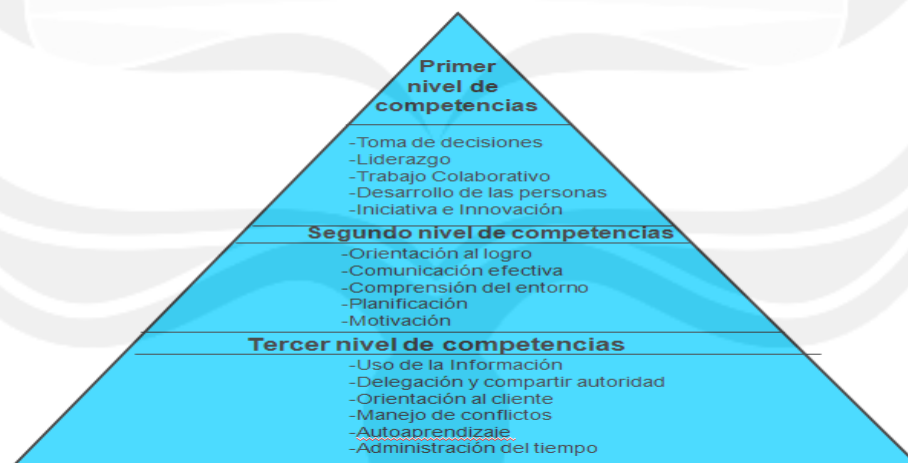 Primer
nivel de
competencias
-Toma de decisiones
-Liderazgo
-Trabajo Colaborativo
-Desarrollo de las personas
-Iniciativa e Innovación
Segundo nivel de competencias
-Orientación al logro
-Comunicación efectiva
-Comprensión del entorno
-Planificación
-Motivación
Tercer nivel de competencias
-Uso de la Información
-Delegación y compartir autoridad
-Orientación al cliente
-Manejo de conflictos
-Autoaprendizaje
-Administración del tiempo